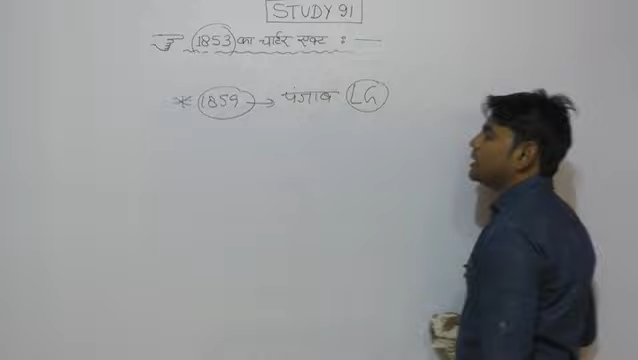 STUDY 91
☞ 1853 का चार्टर एक्ट : —
* 1859 → पंजाब LG